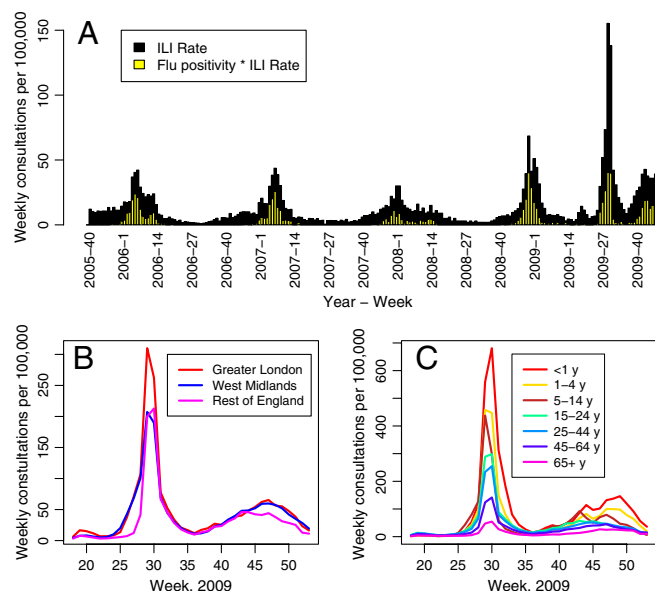 A
ILI Rate
Flu positivity * ILI Rate
Weekly consultations per 100,000
150
100
50
0
2005−40
2006−1
2006−14
2006−27
2006−40
2007−1
2007−14
2007−27
2007−40
2008−1
2008−14
2008−27
2008−40
2009−1
2009−14
2009−27
2009−40
Year − Week
B
Greater London
West Midlands
Rest of England
Weekly constultations per 100,000
250
150
50
0
20 25 30 35 40 45 50
Week, 2009
C
<1 y
1−4 y
5−14 y
15−24 y
25−44 y
45−64 y
65+ y
Weekly consultations per 100,000
600
400
200
0
20 25 30 35 40 45 50
Week, 2009